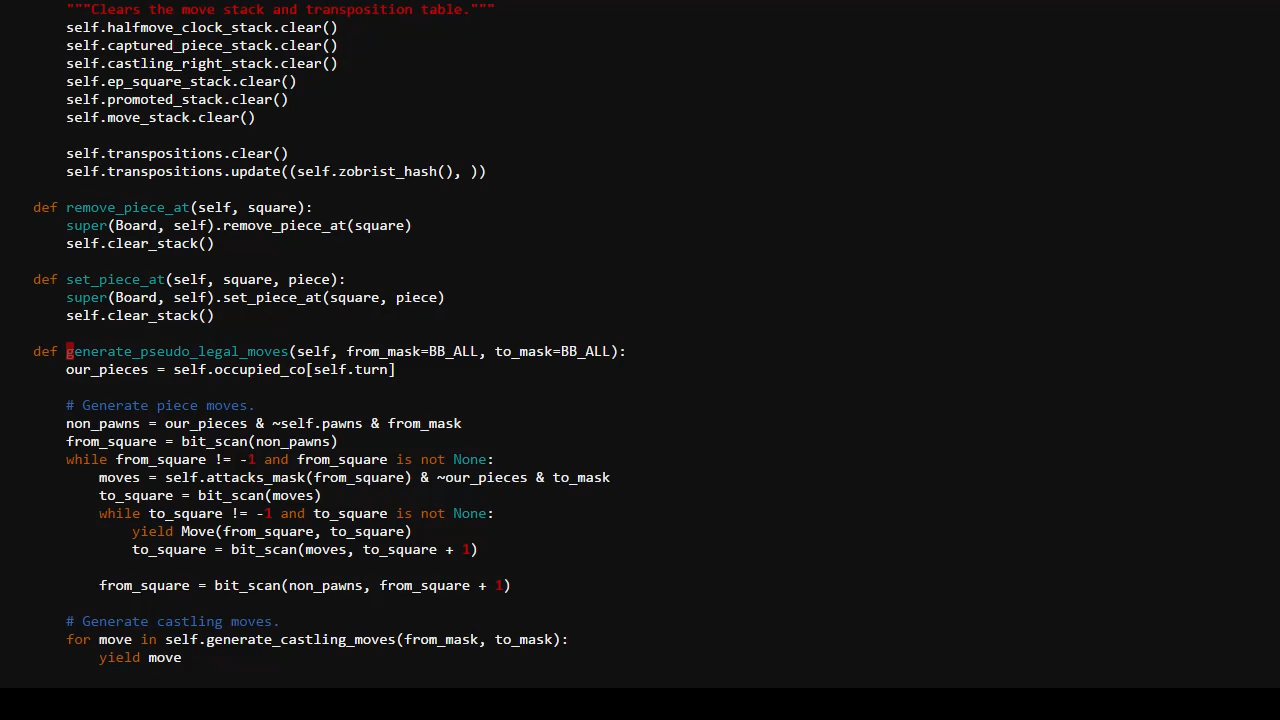 """Clears the move stack and transposition table."""
self.halfmove_clock_stack.clear()
self.captured_piece_stack.clear()
self.castling_right_stack.clear()
self.ep_square_stack.clear()
self.promoted_stack.clear()
self.move_stack.clear()
self.transpositions.clear()
self.transpositions.update((self.zobrist_hash(), ))
def remove_piece_at(self, square):
super(Board, self).remove_piece_at(square)
self.clear_stack()
def set_piece_at(self, square, piece):
super(Board, self).set_piece_at(square, piece)
self.clear_stack()
def generate_pseudo_legal_moves(self, from_mask=BB_ALL, to_mask=BB_ALL):
our_pieces = self.occupied_co[self.turn]
# Generate piece moves.
non_pawns = our_pieces & ~self.pawns & from_mask
from_square = bit_scan(non_pawns)
while from_square != -1 and from_square is not None:
moves = self.attacks_mask(from_square) & ~our_pieces & to_mask
to_square = bit_scan(moves)
while to_square != -1 and to_square is not None:
yield Move(from_square, to_square)
to_square = bit_scan(moves, to_square + 1)
from_square = bit_scan(non_pawns, from_square + 1)
# Generate castling moves.
for move in self.generate_castling_moves(from_mask, to_mask):
yield move